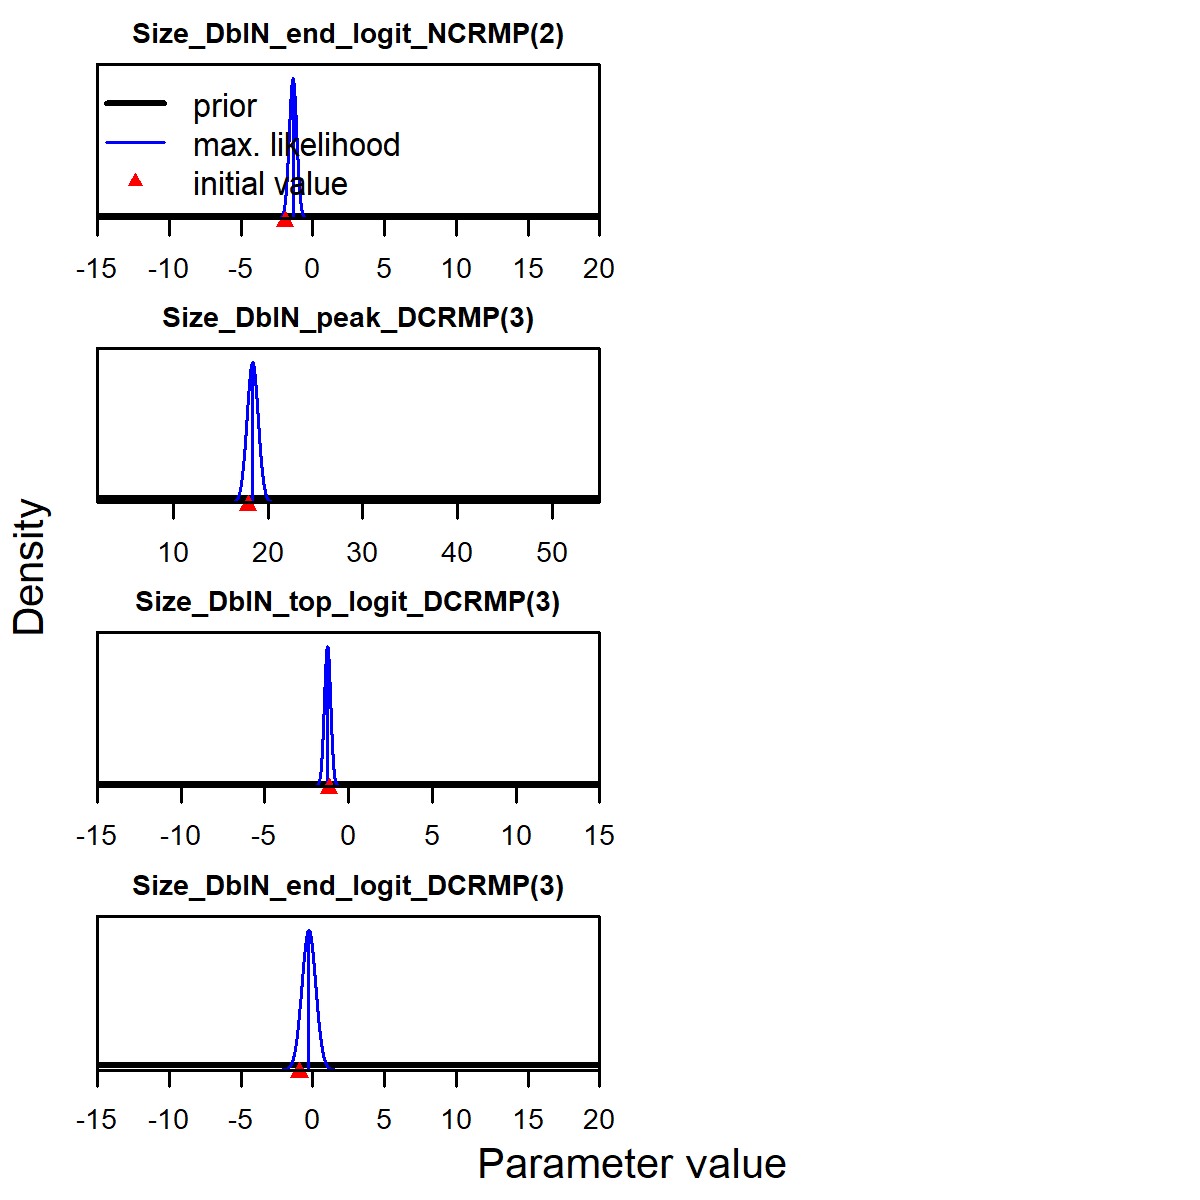 Size_DblN_end_logit_NCRMP(2)
prior
max. likelihood
initial value
-15 -10 -5 0 5 10 15 20
Size_DblN_peak_DCRMP(3)
10 20 30 40 50
Size_DblN_top_logit_DCRMP(3)
-15 -10 -5 0 5 10 15
Size_DblN_end_logit_DCRMP(3)
-15 -10 -5 0 5 10 15 20
Density
Parameter value